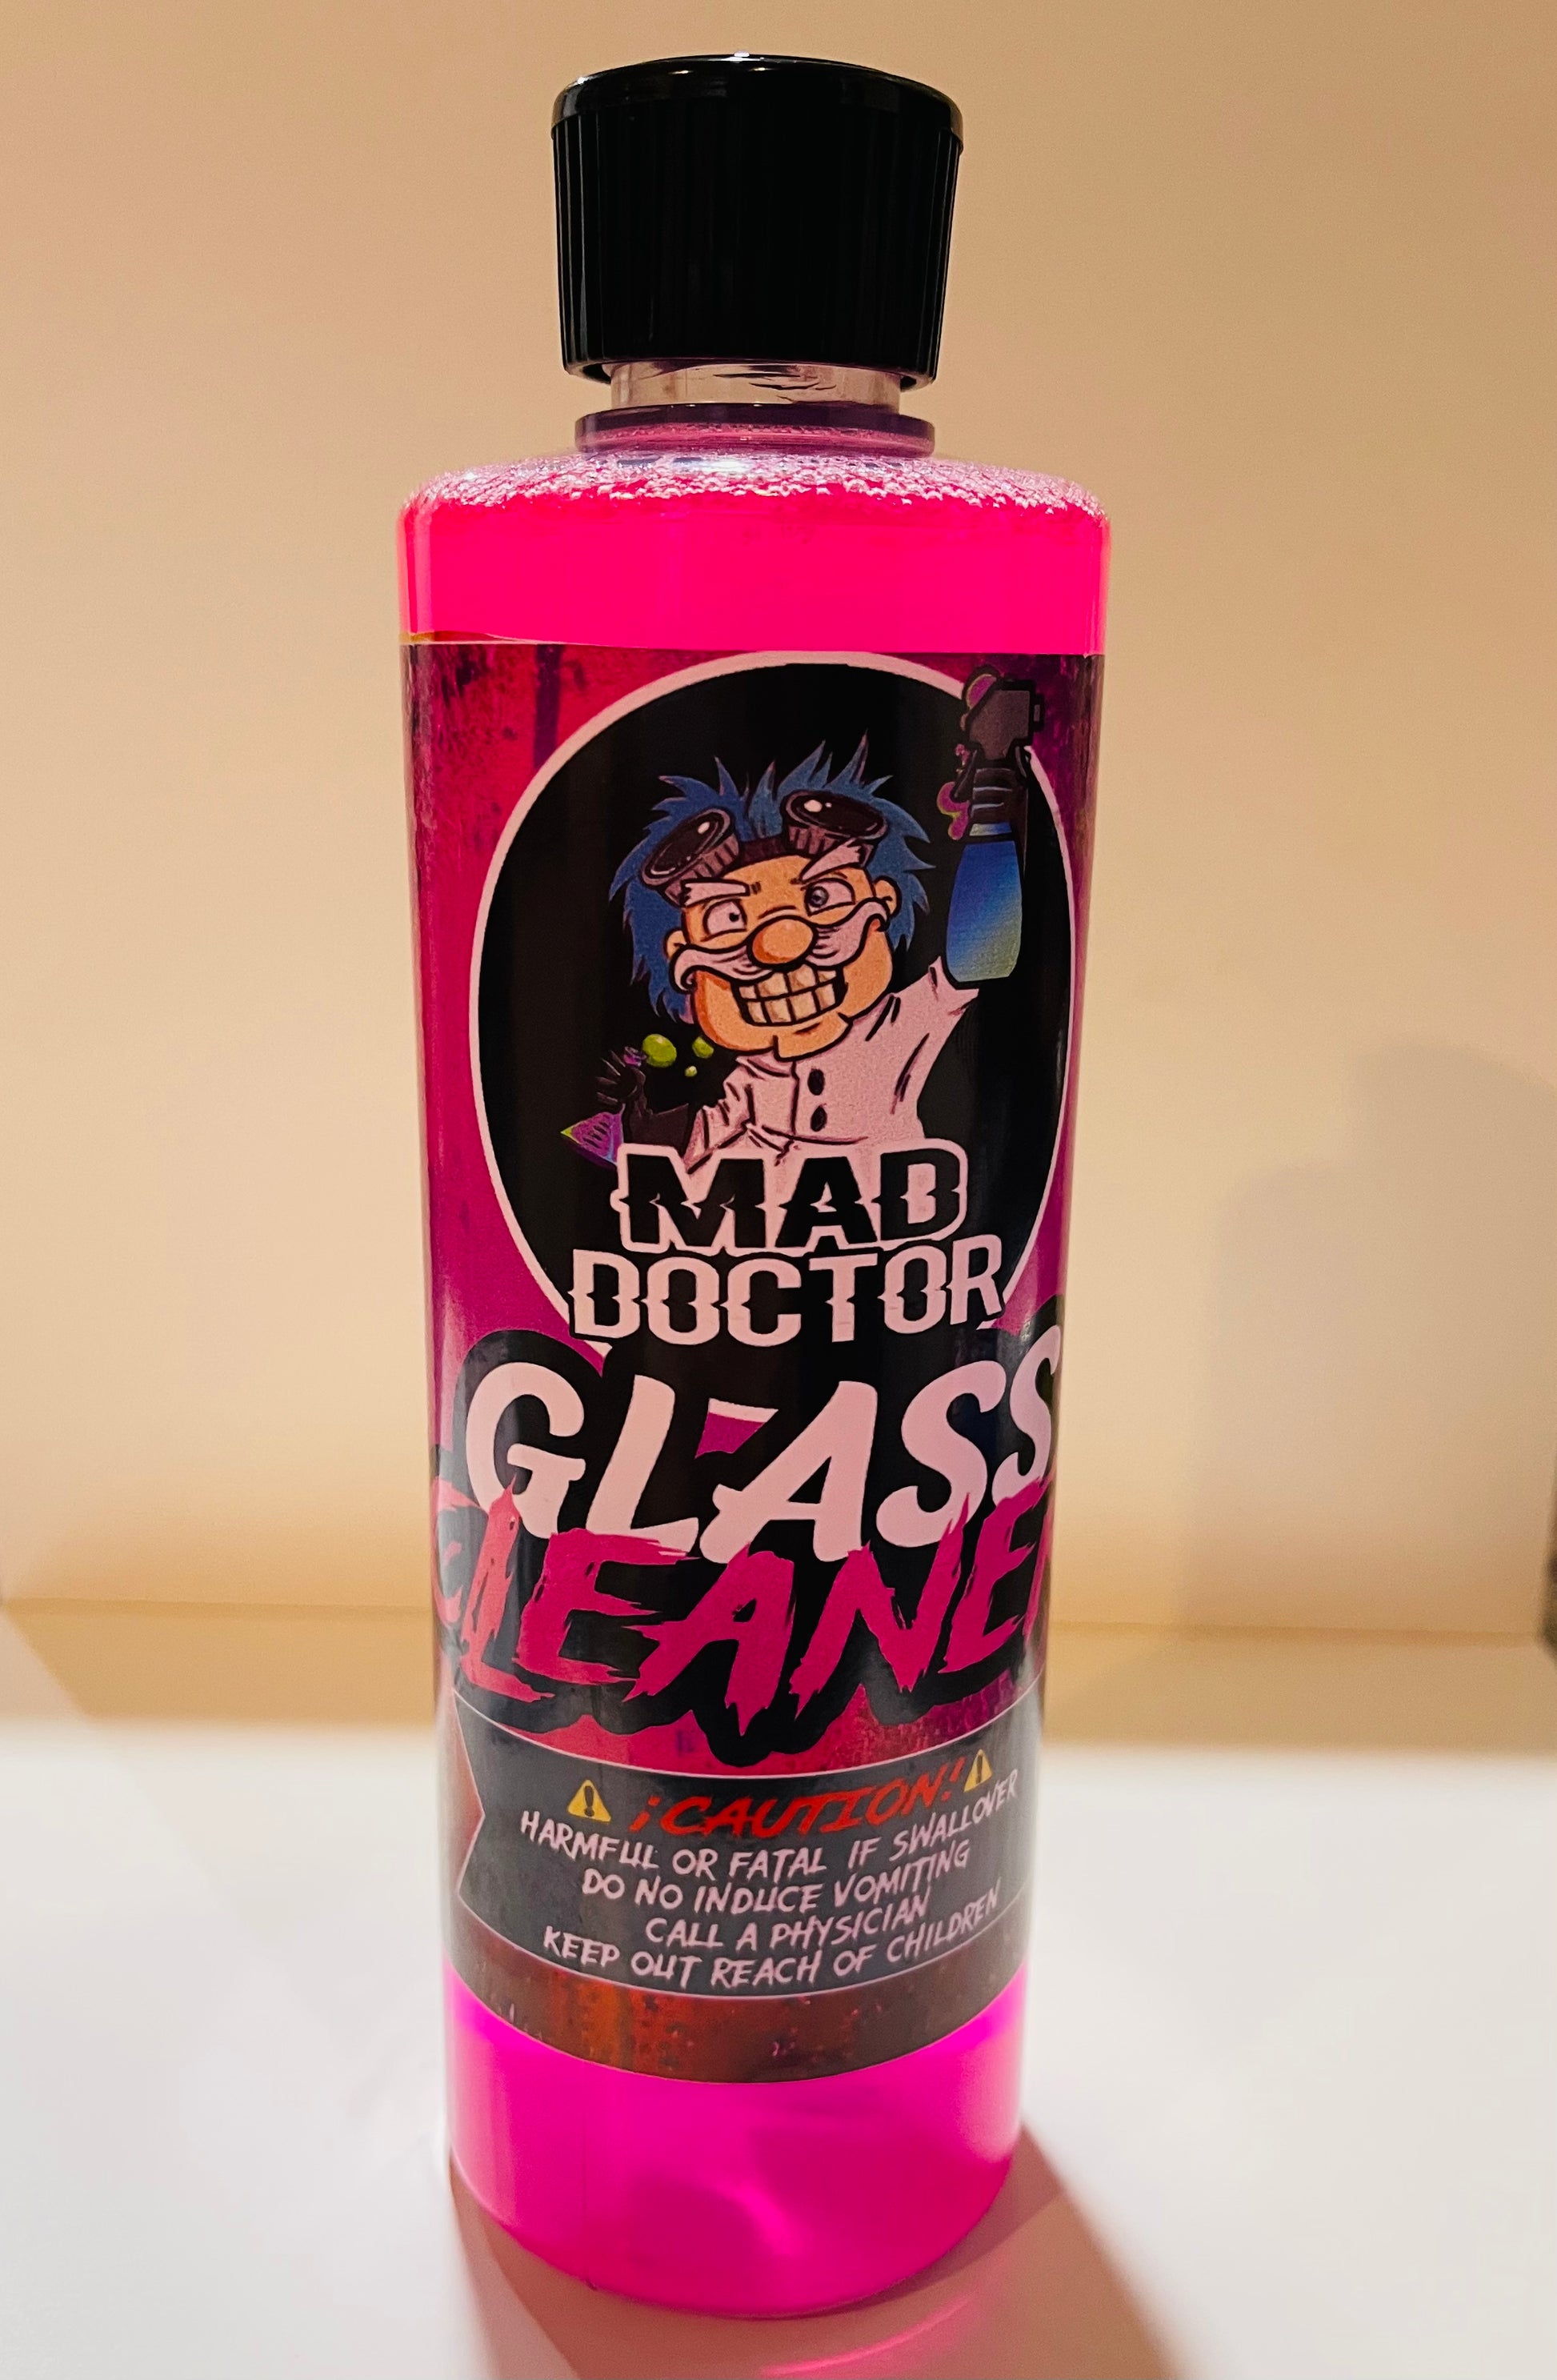 MAD
DOCTOR
GLASS
CLEANER
¡CAUTION!
HARMFUL OR FATAL IF SWALLOVER
DO NO INDUCE VOMITING
CALL A PHYSICIAN
KEEP OUT REACH OF CHILDREN